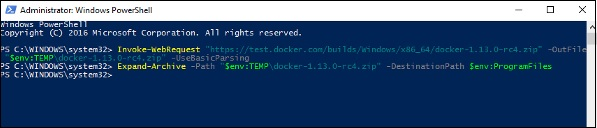 Administrator: Windows PowerShell
Windows PowerShell
Copyright (C) 2016 Microsoft Corporation. All rights reserved.
PS C:\WINDOWS\system32> Invoke-WebRequest "https://test.docker.com/builds/Windows/x86_64/docker-1.13.0-rc4.zip" -OutFile
"$env:TEMP\docker-1.13.0-rc4.zip" -UseBasicParsing
PS C:\WINDOWS\system32> Expand-Archive -Path "$env:TEMP\docker-1.13.0-rc4.zip" -DestinationPath $env:ProgramFiles
PS C:\WINDOWS\system32>